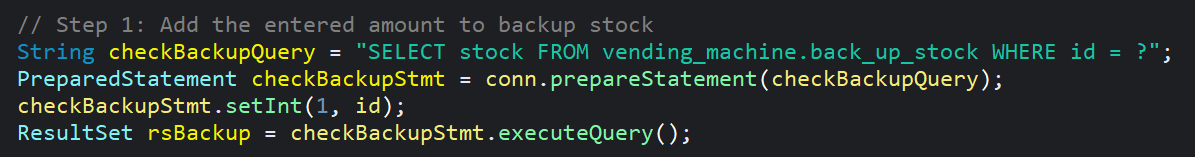 // Step 1: Add the entered amount to backup stock
String checkBackupQuery = "SELECT stock FROM vending_machine.back_up_stock WHERE id = ?";
PreparedStatement checkBackupStmt = conn.prepareStatement(checkBackupQuery);
checkBackupStmt.setInt(1, id);
ResultSet rsBackup = checkBackupStmt.executeQuery();